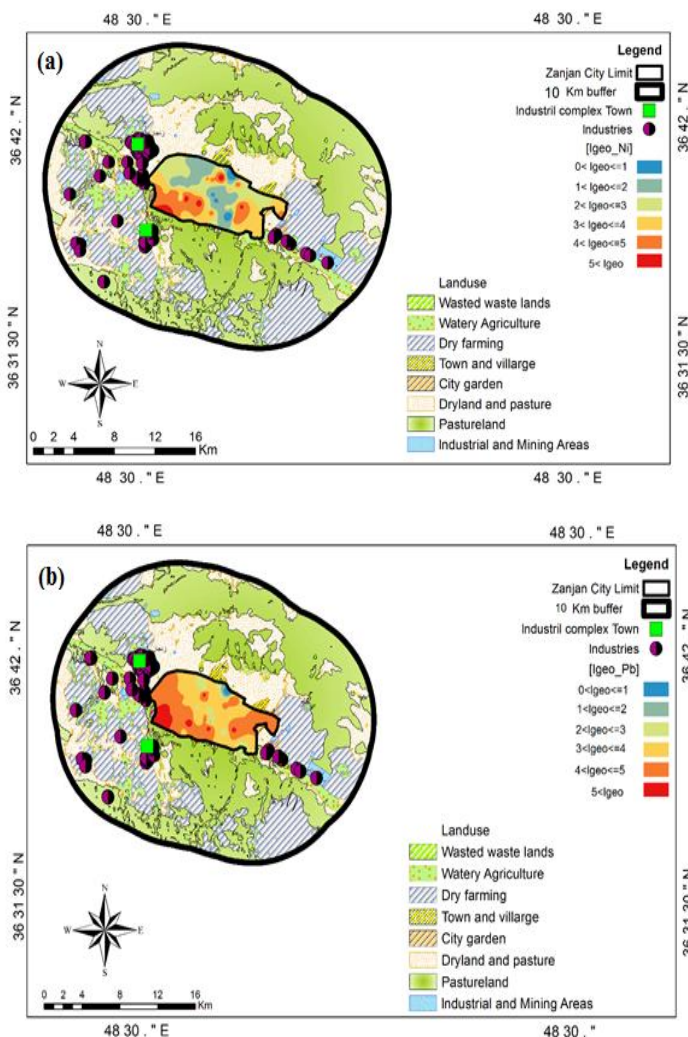 48 30 . " E
48 30 . " E
(a)
Legend
Zanjan City Limit
10 Km buffer
Industril complex Town
Industries
[Igeo_Ni]
0< Igeo<=1
1< Igeo<=2
2< Igeo<=3
3< Igeo<=4
4< Igeo<=5
5< Igeo
Landuse
Wasted waste lands
Watery Agriculture
Dry farming
Town and villarge
City garden
Dryland and pasture
Pastureland
Industrial and Mining Areas
36 42 . " N
36 42 . " N
36 31 30 " N
36 31 30 " N
N
W
E
S
0 2 4 8 12 16
Km
48 30 . " E
48 30 . " E
48 30 . " E
48 30 . " E
(b)
Legend
Zanjan City Limit
10 Km buffer
Industril complex Town
Industries
[Igeo_Pb]
0<Igeo<=1
1<Igeo<=2
2<Igeo<=3
3<Igeo<=4
4<Igeo<=5
5<Igeo
Landuse
Wasted waste lands
Watery Agriculture
Dry farming
Town and villarge
City garden
Dryland and pasture
Pastureland
Industrial and Mining Areas
36 42 . " N
36 42 . " N
36 31 30 " N
36 31 30 " N
N
W
E
S
0 2 4 8 12 16
Km
48 30 . " E
48 30 . "